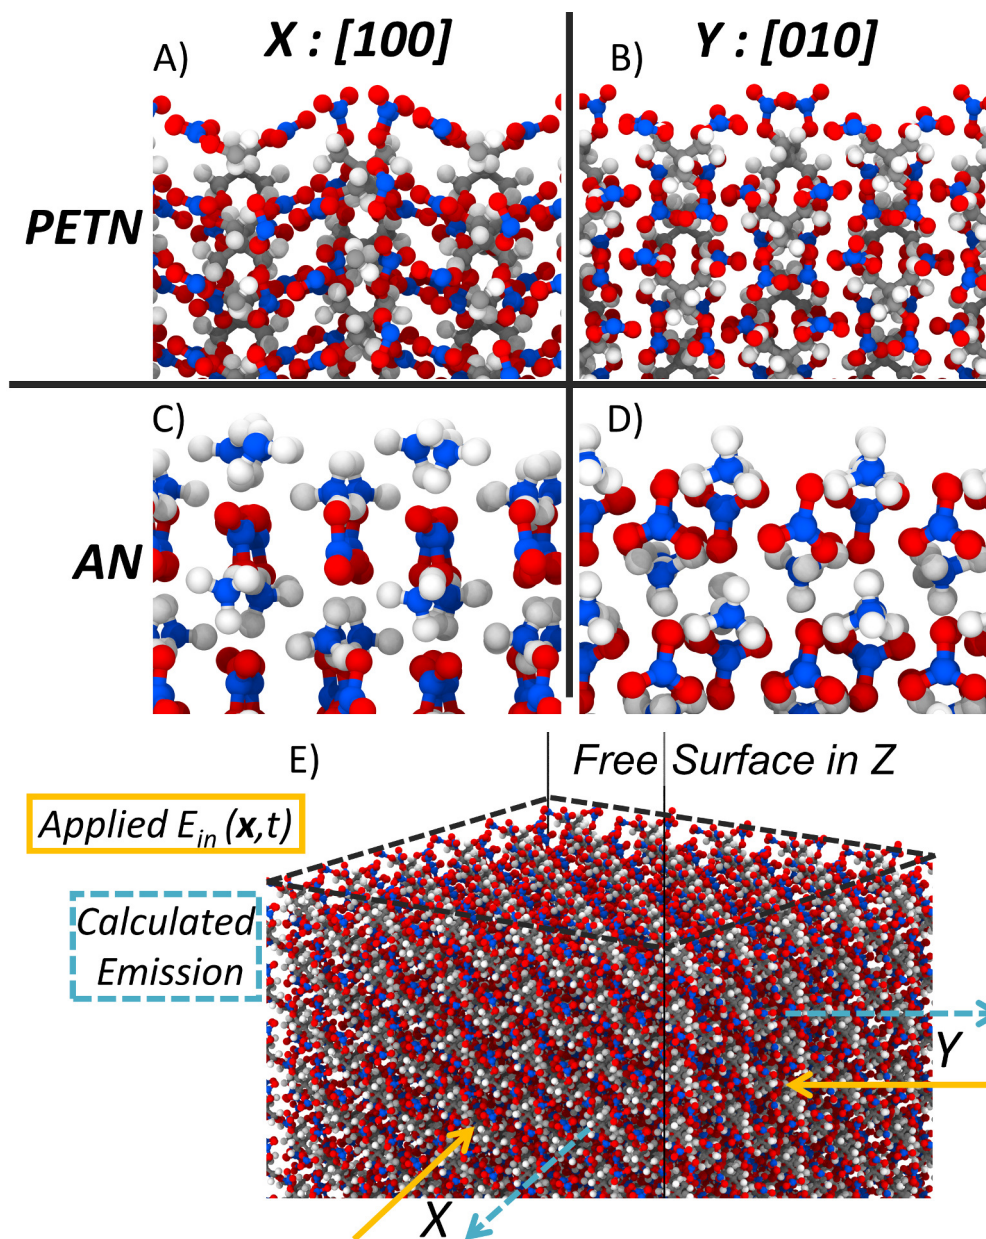 X : [100]
Y : [010]
A)
B)
PETN
C)
D)
AN
E)
Free Surface in Z
Applied E_in (x,t)
Calculated
Emission
Y
X